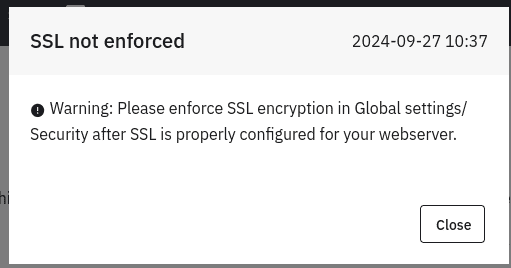 SSL not enforced 2024-09-27 10:37
Warning: Please enforce SSL encryption in Global settings/
Security after SSL is properly configured for your webserver.
Close